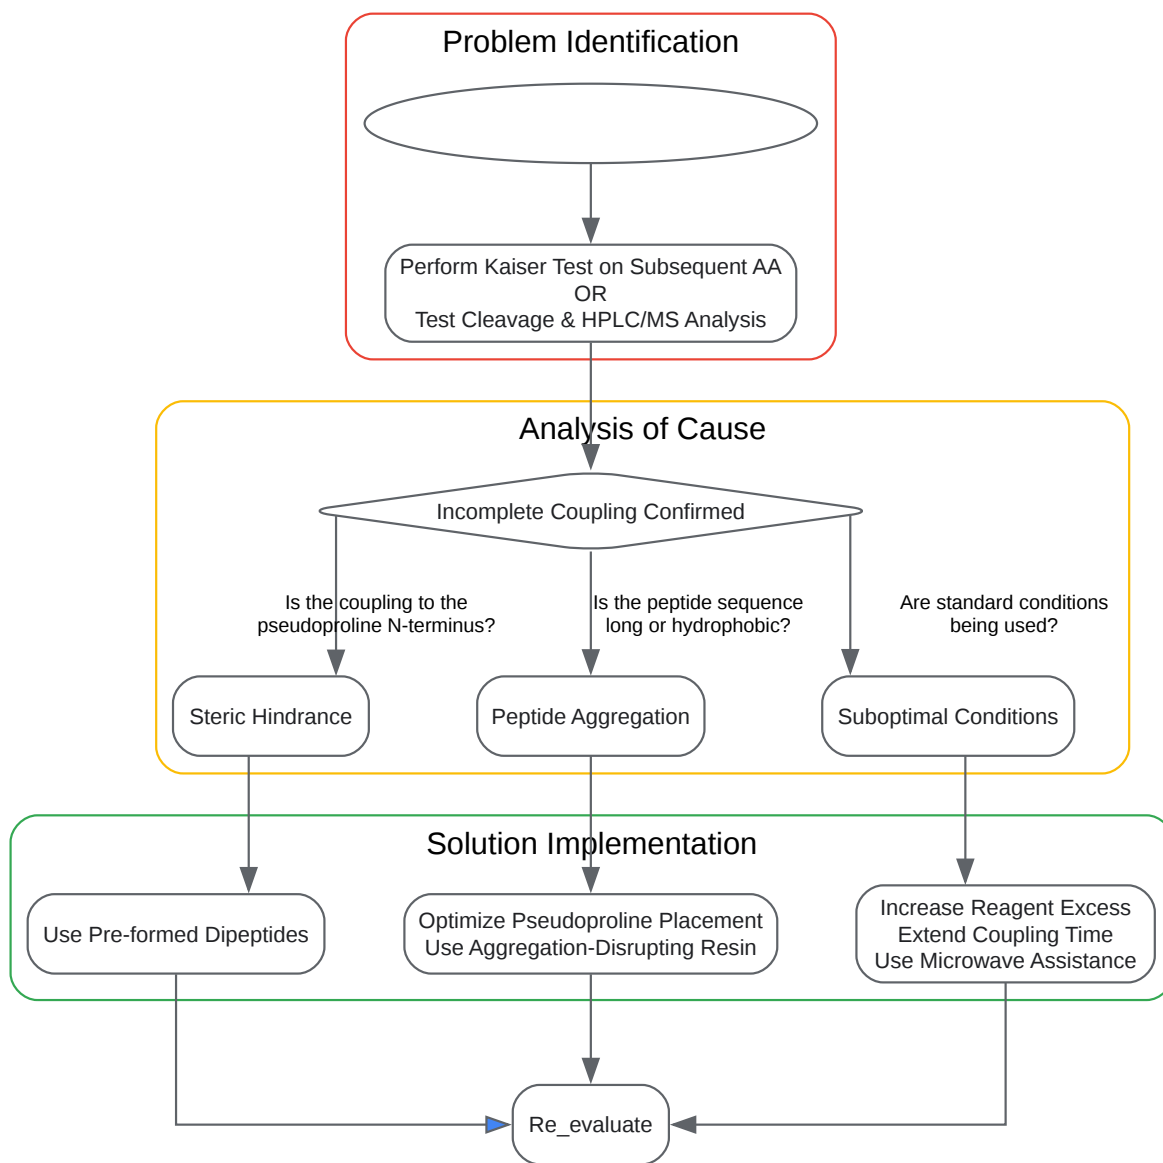 Problem Identification
Perform Kaiser Test on Subsequent AA
OR
Test Cleavage & HPLC/MS Analysis
Analysis of Cause
Incomplete Coupling Confirmed
Is the coupling to the
pseudoproline N-terminus?
Is the peptide sequence
long or hydrophobic?
Are standard conditions
being used?
Steric Hindrance
Peptide Aggregation
Suboptimal Conditions
Solution Implementation
Use Pre-formed Dipeptides
Optimize Pseudoproline Placement
Use Aggregation-Disrupting Resin
Increase Reagent Excess
Extend Coupling Time
Use Microwave Assistance
Re_evaluate